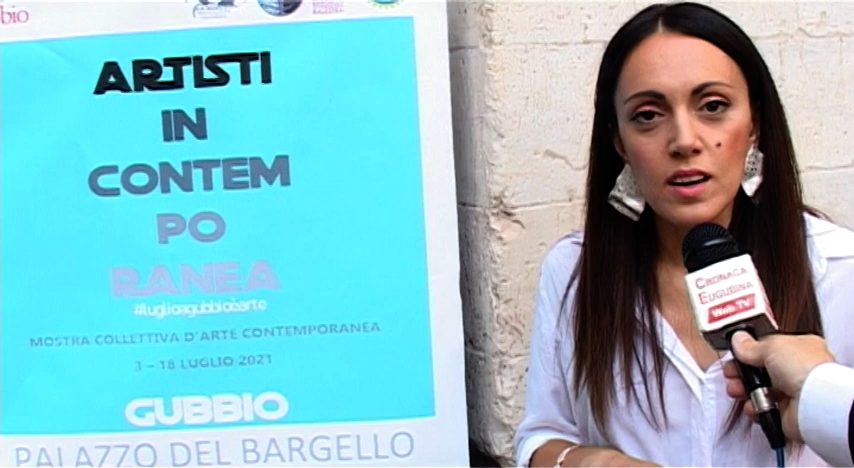 bio
ARTISTI
IN
CONTEM
PO
RANEA
#luglioagubbioèarte
MOSTRA COLLETTIVA D'ARTE CONTEMPORANEA
3 – 18 LUGLIO 2021
GUBBIO
PALAZZO DEL BARGELLO
CRONACA
EUGUBINA
Web TV